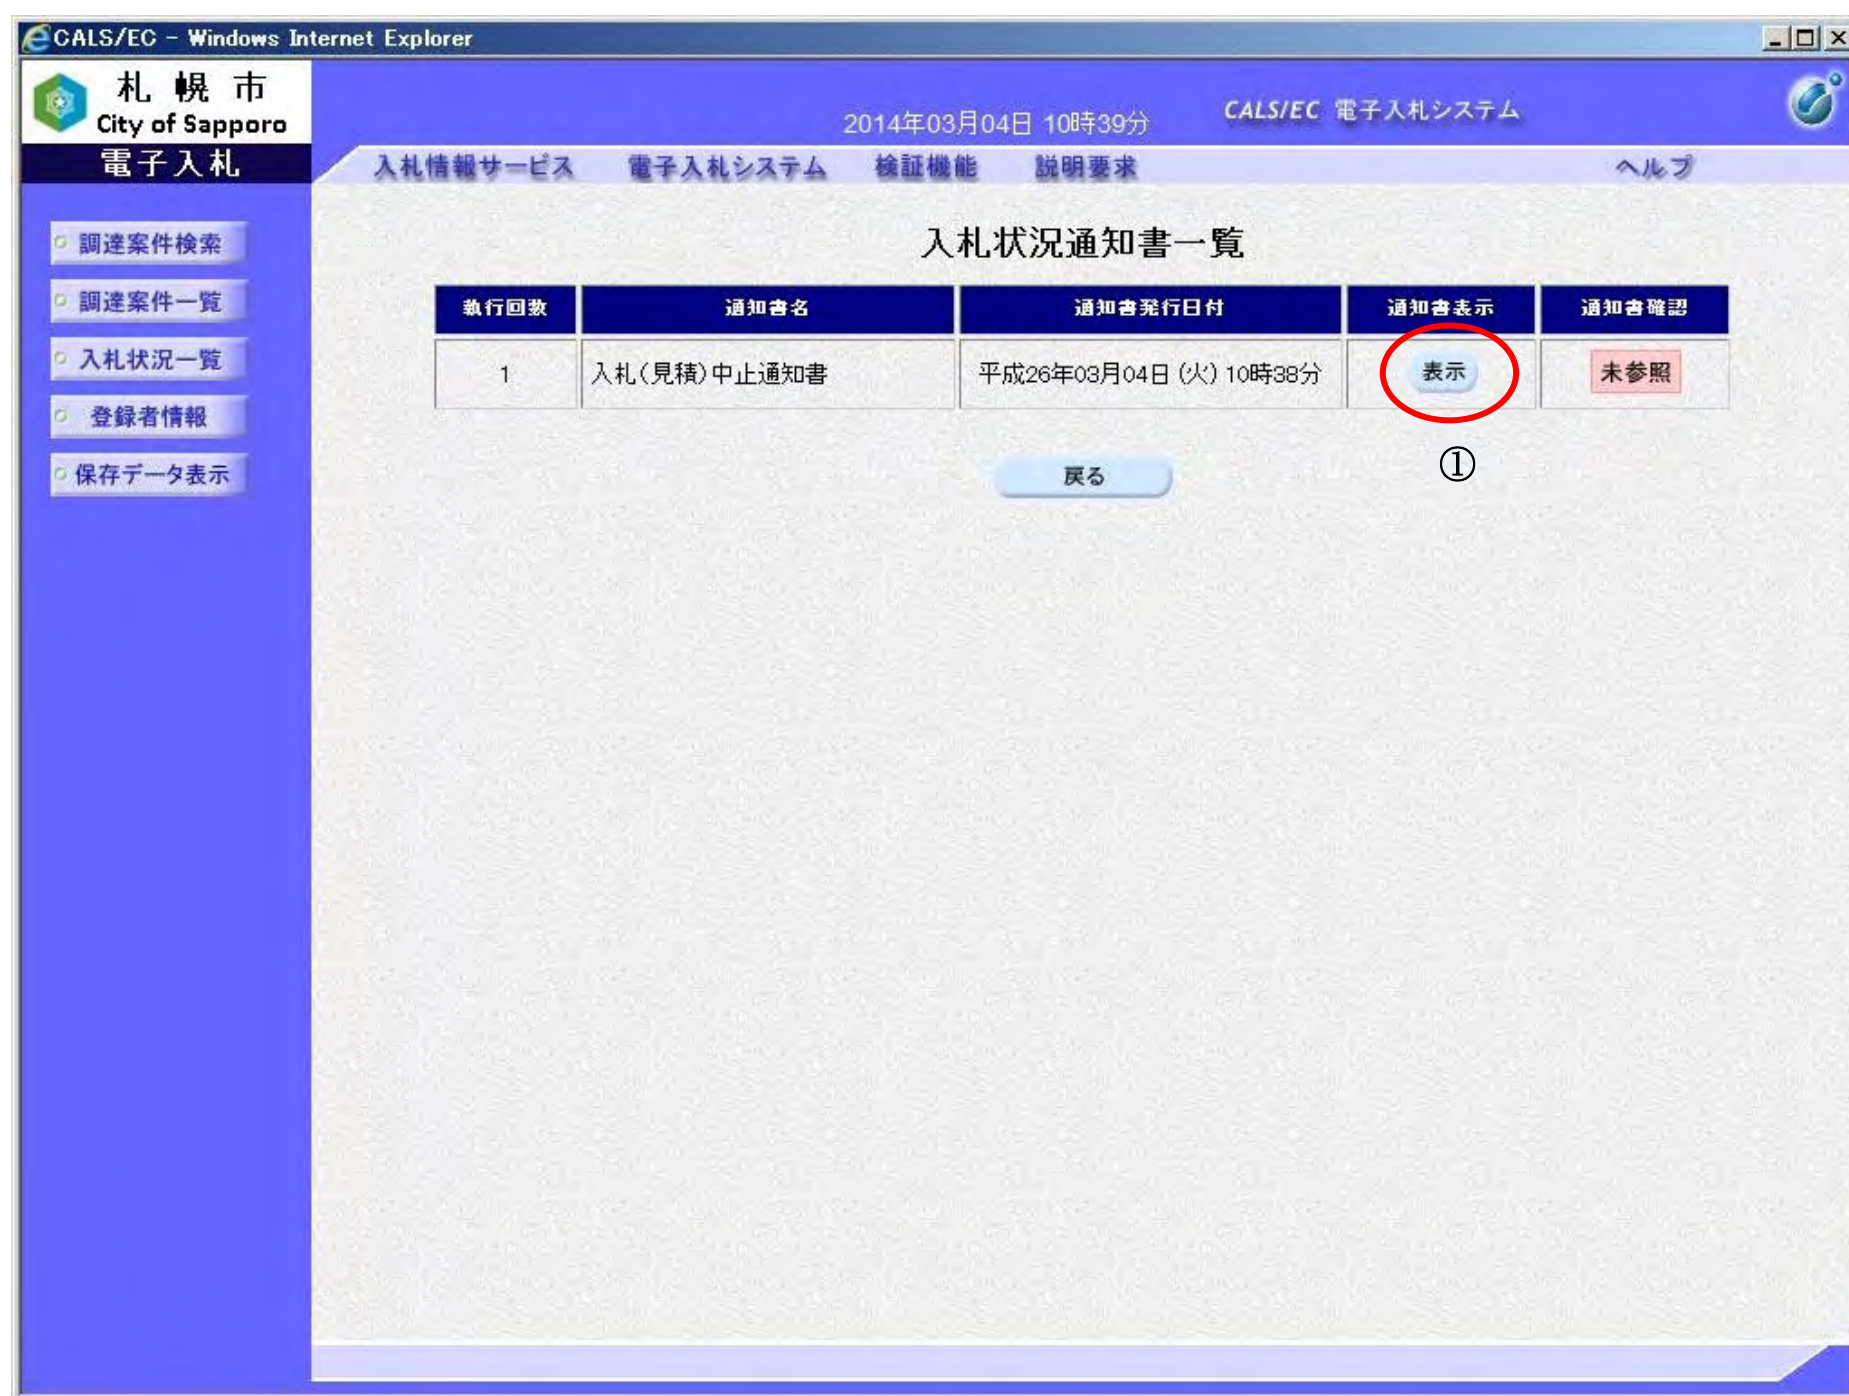 CALS/EC - Windows Internet Explorer
札幌市
City of Sapporo
電子入札
2014年03月04日 10時39分
CALS/EC 電子入札システム
入札情報サービス 電子入札システム 検証機能 説明要求 ヘルプ
調達案件検索
調達案件一覧
入札状況一覧
登録者情報
保存データ表示
入札状況通知書一覧
執行回数 通知書名 通知書発行日付 通知書表示 通知書確認
1 入札(見積)中止通知書 平成26年03月04日 (火) 10時38分 表示 未参照
①
戻る